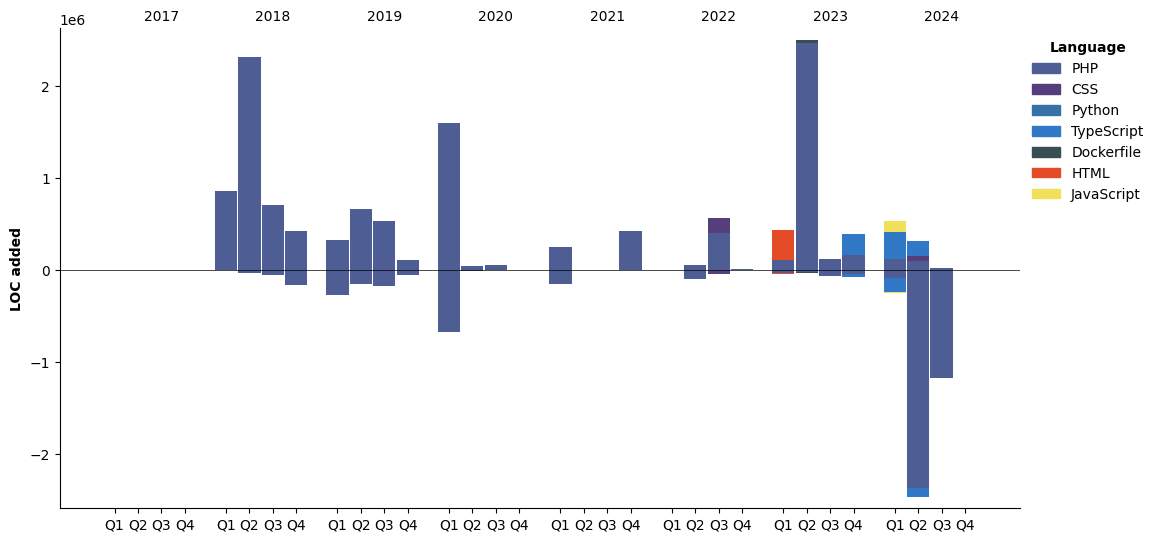 2017 2018 2019 2020 2021 2022 2023 2024
1e6
Language
PHP
CSS
Python
TypeScript
Dockerfile
HTML
JavaScript
2
1
0
−1
−2
LOC added
Q1 Q2 Q3 Q4 Q1 Q2 Q3 Q4 Q1 Q2 Q3 Q4 Q1 Q2 Q3 Q4 Q1 Q2 Q3 Q4 Q1 Q2 Q3 Q4 Q1 Q2 Q3 Q4 Q1 Q2 Q3 Q4